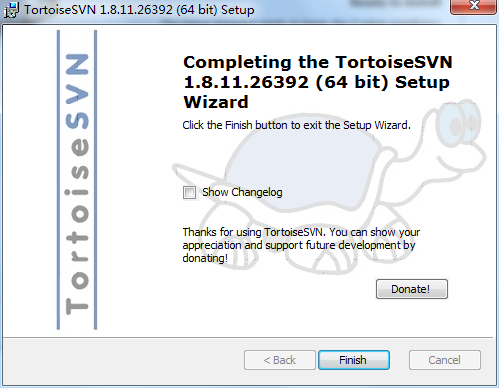 TortoiseSVN 1.8.11.26392 (64 bit) Setup
TortoiseSVN
Completing the TortoiseSVN
1.8.11.26392 (64 bit) Setup
Wizard
Click the Finish button to exit the Setup Wizard.
Show Changelog
Thanks for using TortoiseSVN. You can show your
appreciation and support future development by
donating!
Donate!
< Back
Finish
Cancel